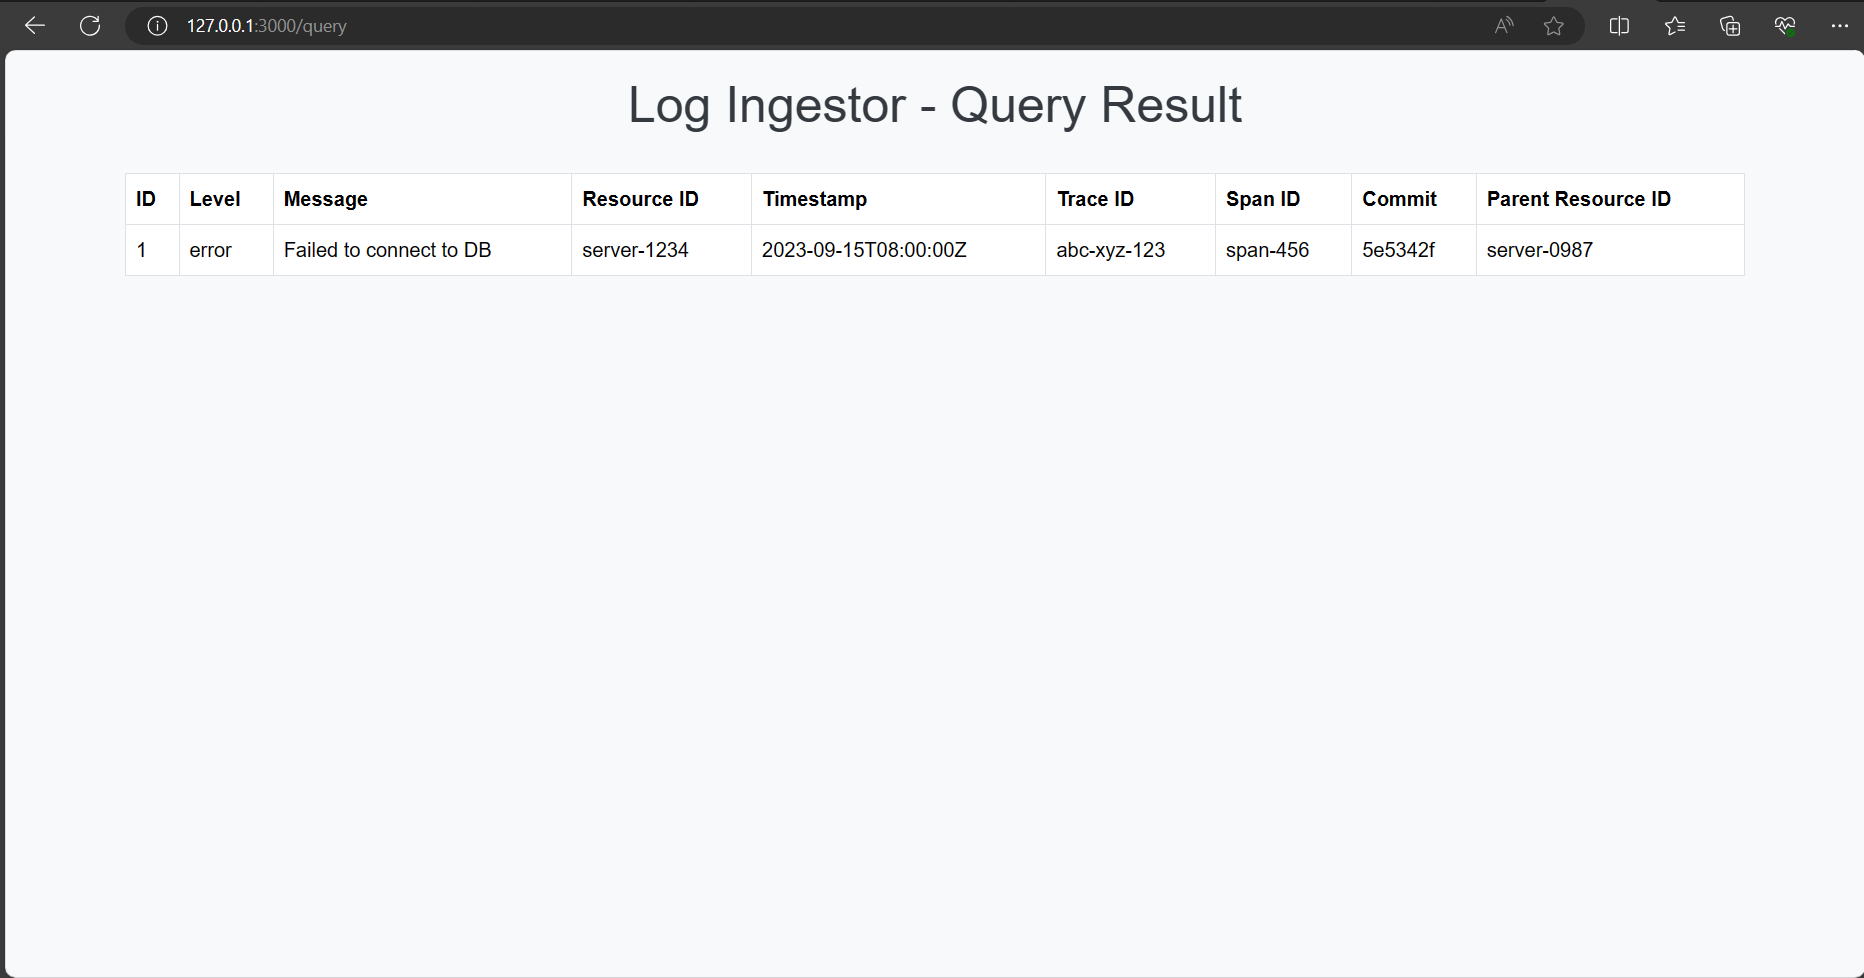 127.0.0.1:3000/query
Log Ingestor - Query Result
ID Level Message Resource ID Timestamp Trace ID Span ID Commit Parent Resource ID
1 error Failed to connect to DB server-1234 2023-09-15T08:00:00Z abc-xyz-123 span-456 5e5342f server-0987